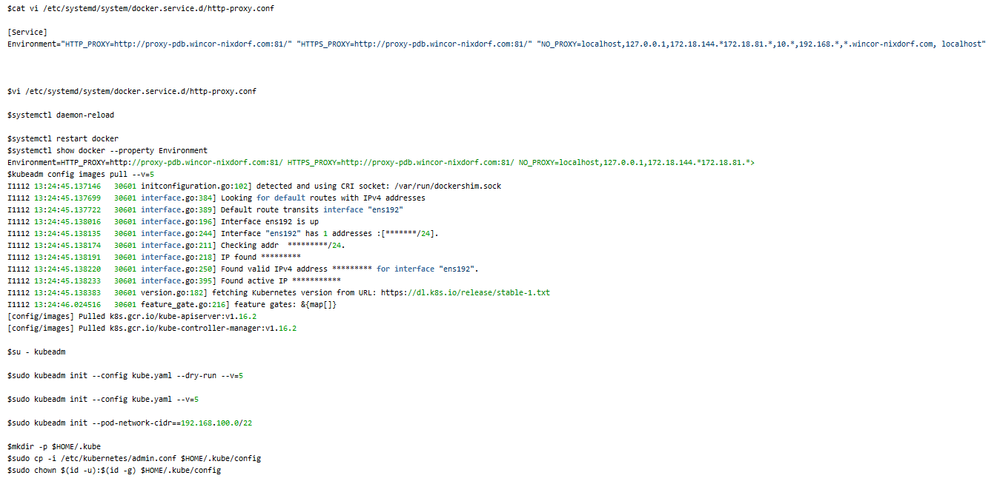 $cat vi /etc/systemd/system/docker.service.d/http-proxy.conf
[Service]
Environment="HTTP_PROXY=http://proxy-pdb.wincor-nixdorf.com:81/" "HTTPS_PROXY=http://proxy-pdb.wincor-nixdorf.com:81/" "NO_PROXY=localhost,127.0.0.1,172.18.144.*172.18.81.*,10.*,192.168.*,*.wincor-nixdorf.com, localhost"
$vi /etc/systemd/system/docker.service.d/http-proxy.conf
$systemctl daemon-reload
$systemctl restart docker
$systemctl show docker --property Environment
Environment=HTTP_PROXY=http://proxy-pdb.wincor-nixdorf.com:81/ HTTPS_PROXY=http://proxy-pdb.wincor-nixdorf.com:81/ NO_PROXY=localhost,127.0.0.1,172.18.144.*172.18.81.*>
$kubeadm config images pull --v=5
I1112 13:24:45.137146   30601 initconfiguration.go:102] detected and using CRI socket: /var/run/dockershim.sock
I1112 13:24:45.137699   30601 interface.go:384] Looking for default routes with IPv4 addresses
I1112 13:24:45.137722   30601 interface.go:389] Default route transits interface "ens192"
I1112 13:24:45.138016   30601 interface.go:196] Interface ens192 is up
I1112 13:24:45.138135   30601 interface.go:244] Interface "ens192" has 1 addresses :[*******/24].
I1112 13:24:45.138174   30601 interface.go:211] Checking addr  *********/24.
I1112 13:24:45.138191   30601 interface.go:218] IP found *********
I1112 13:24:45.138220   30601 interface.go:250] Found valid IPv4 address ********* for interface "ens192".
I1112 13:24:45.138233   30601 interface.go:395] Found active IP ***********
I1112 13:24:45.138383   30601 version.go:182] fetching Kubernetes version from URL: https://dl.k8s.io/release/stable-1.txt
I1112 13:24:46.024516   30601 feature_gate.go:216] feature gates: &{map[]}
[config/images] Pulled k8s.gcr.io/kube-apiserver:v1.16.2
[config/images] Pulled k8s.gcr.io/kube-controller-manager:v1.16.2
$su - kubeadm
$sudo kubeadm init --config kube.yaml --dry-run --v=5
$sudo kubeadm init --config kube.yaml --v=5
$sudo kubeadm init --pod-network-cidr==192.168.100.0/22
$mkdir -p $HOME/.kube
$sudo cp -i /etc/kubernetes/admin.conf $HOME/.kube/config
$sudo chown $(id -u):$(id -g) $HOME/.kube/config